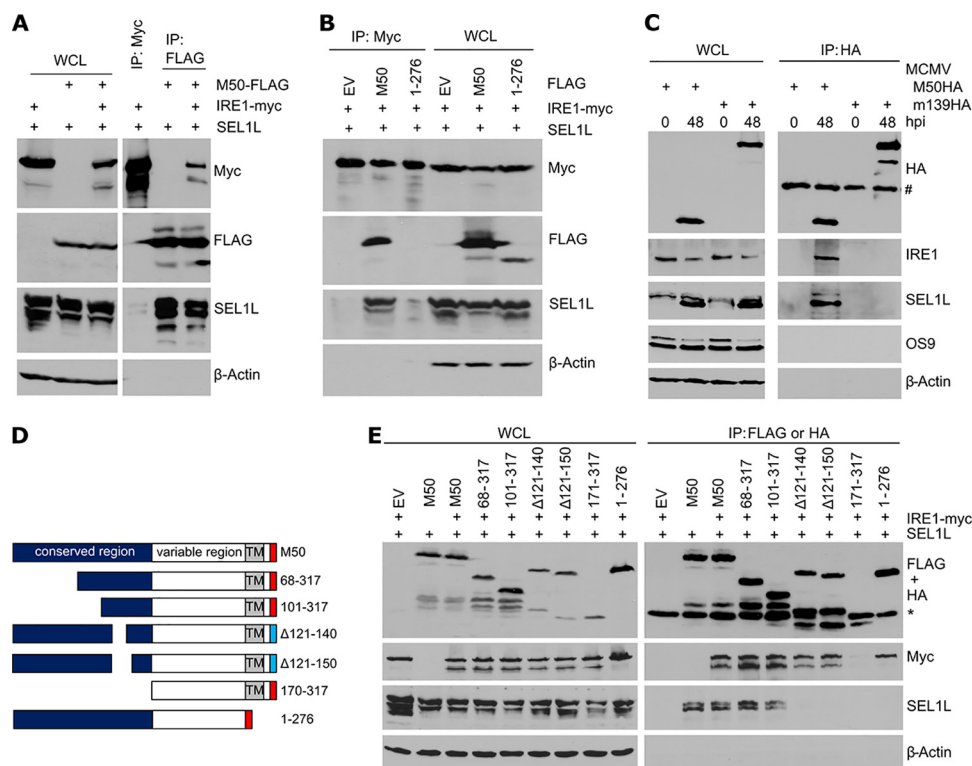 A
WCL
IP: Myc
IP:
FLAG
+ + + M50-FLAG
+ + + + IRE1-myc
+ + + + + + SEL1L
Myc
FLAG
SEL1L
β-Actin
B
IP: Myc
WCL
EV M50 1-276 EV M50 1-276 FLAG
+ + + + + + IRE1-myc
+ + + + + + SEL1L
Myc
FLAG
SEL1L
β-Actin
C
WCL
IP:HA
MCMV
+ + + + M50HA
+ + + + m139HA
0 48 0 48 0 48 0 48 hpi
HA
#
IRE1
SEL1L
OS9
β-Actin
D
conserved region variable region TM M50
TM 68-317
TM 101-317
TM Δ121-140
TM Δ121-150
TM 170-317
1-276
E
WCL
IP:FLAG or HA
EV M50 M50 68-317 101-317 Δ121-140 Δ121-150 171-317 1-276
EV M50 M50 68-317 101-317 Δ121-140 Δ121-150 171-317 1-276
+ + + + + + + + + + + + + + + + IRE1-myc
+ + + + + + + + + + + + + + + + + + SEL1L
FLAG
+
HA
*
Myc
SEL1L
β-Actin